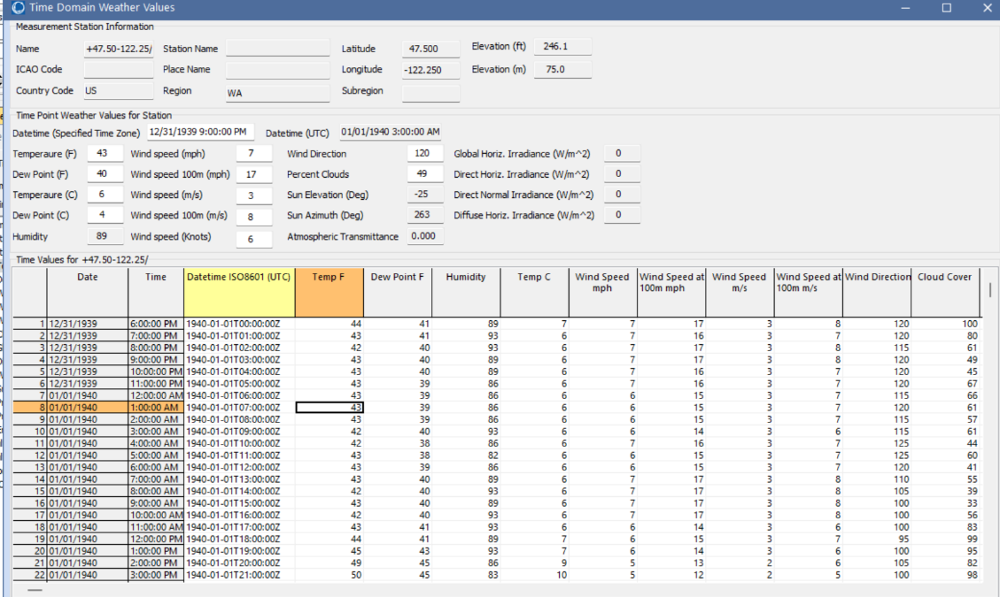 Time Domain Weather Values
Measurement Station Information
Name +47.50-122.25/ Station Name Latitude 47.500 Elevation (ft) 246.1
ICAO Code Place Name Longitude -122.250 Elevation (m) 75.0
Country Code US Region WA Subregion
Time Point Weather Values for Station
Datetime (Specified Time Zone) 12/31/1939 9:00:00 PM Datetime (UTC) 01/01/1940 3:00:00 AM
Temperaure (F) 43 Wind speed (mph) 7 Wind Direction 120 Global Horiz. Irradiance (W/m^2) 0
Dew Point (F) 40 Wind speed 100m (mph) 17 Percent Clouds 49 Direct Horiz. Irradiance (W/m^2) 0
Temperaure (C) 6 Wind speed (m/s) 3 Sun Elevation (Deg) -25 Direct Normal Irradiance (W/m^2) 0
Dew Point (C) 4 Wind speed 100m (m/s) 8 Sun Azimuth (Deg) 263 Diffuse Horiz. Irradiance (W/m^2) 0
Humidity 89 Wind speed (Knots) 6 Atmospheric Transmittance 0.000
Time Values for +47.50-122.25/
Date Time Datetime ISO8601 (UTC) Temp F Dew Point F Humidity Temp C Wind Speed mph Wind Speed at 100m mph Wind Speed m/s Wind Speed at 100m m/s Wind Direction Cloud Cover
1 12/31/1939 6:00:00 PM 1940-01-01T00:00:00Z 44 41 89 7 7 17 3 8 120 100
2 12/31/1939 7:00:00 PM 1940-01-01T01:00:00Z 43 41 93 6 7 16 3 7 120 80
3 12/31/1939 8:00:00 PM 1940-01-01T02:00:00Z 42 40 93 6 7 17 3 8 115 61
4 12/31/1939 9:00:00 PM 1940-01-01T03:00:00Z 43 40 89 6 7 17 3 8 120 49
5 12/31/1939 10:00:00 PM 1940-01-01T04:00:00Z 43 40 89 6 7 16 3 7 120 45
6 12/31/1939 11:00:00 PM 1940-01-01T05:00:00Z 43 39 86 6 7 16 3 7 120 67
7 01/01/1940 12:00:00 AM 1940-01-01T06:00:00Z 43 39 86 6 6 15 3 7 115 66
8 01/01/1940 1:00:00 AM 1940-01-01T07:00:00Z 43 39 86 6 6 15 3 7 120 61
9 01/01/1940 2:00:00 AM 1940-01-01T08:00:00Z 43 39 86 6 6 15 3 7 115 57
10 01/01/1940 3:00:00 AM 1940-01-01T09:00:00Z 42 40 93 6 6 14 3 6 115 61
11 01/01/1940 4:00:00 AM 1940-01-01T10:00:00Z 42 38 86 6 7 16 3 7 125 44
12 01/01/1940 5:00:00 AM 1940-01-01T11:00:00Z 43 38 82 6 6 15 3 7 125 60
13 01/01/1940 6:00:00 AM 1940-01-01T12:00:00Z 43 39 86 6 6 15 3 7 120 41
14 01/01/1940 7:00:00 AM 1940-01-01T13:00:00Z 43 40 89 6 7 17 3 8 110 55
15 01/01/1940 8:00:00 AM 1940-01-01T14:00:00Z 42 40 93 6 7 17 3 8 105 39
16 01/01/1940 9:00:00 AM 1940-01-01T15:00:00Z 43 40 89 6 7 17 3 8 100 33
17 01/01/1940 10:00:00 AM 1940-01-01T16:00:00Z 42 40 93 6 7 17 3 8 100 56
18 01/01/1940 11:00:00 AM 1940-01-01T17:00:00Z 43 41 93 6 6 14 3 6 100 83
19 01/01/1940 12:00:00 PM 1940-01-01T18:00:00Z 44 41 89 7 6 15 3 7 95 99
20 01/01/1940 1:00:00 PM 1940-01-01T19:00:00Z 45 43 93 7 6 14 3 6 100 95
21 01/01/1940 2:00:00 PM 1940-01-01T20:00:00Z 49 45 86 9 5 13 2 6 105 82
22 01/01/1940 3:00:00 PM 1940-01-01T21:00:00Z 50 45 83 10 5 12 2 5 100 98